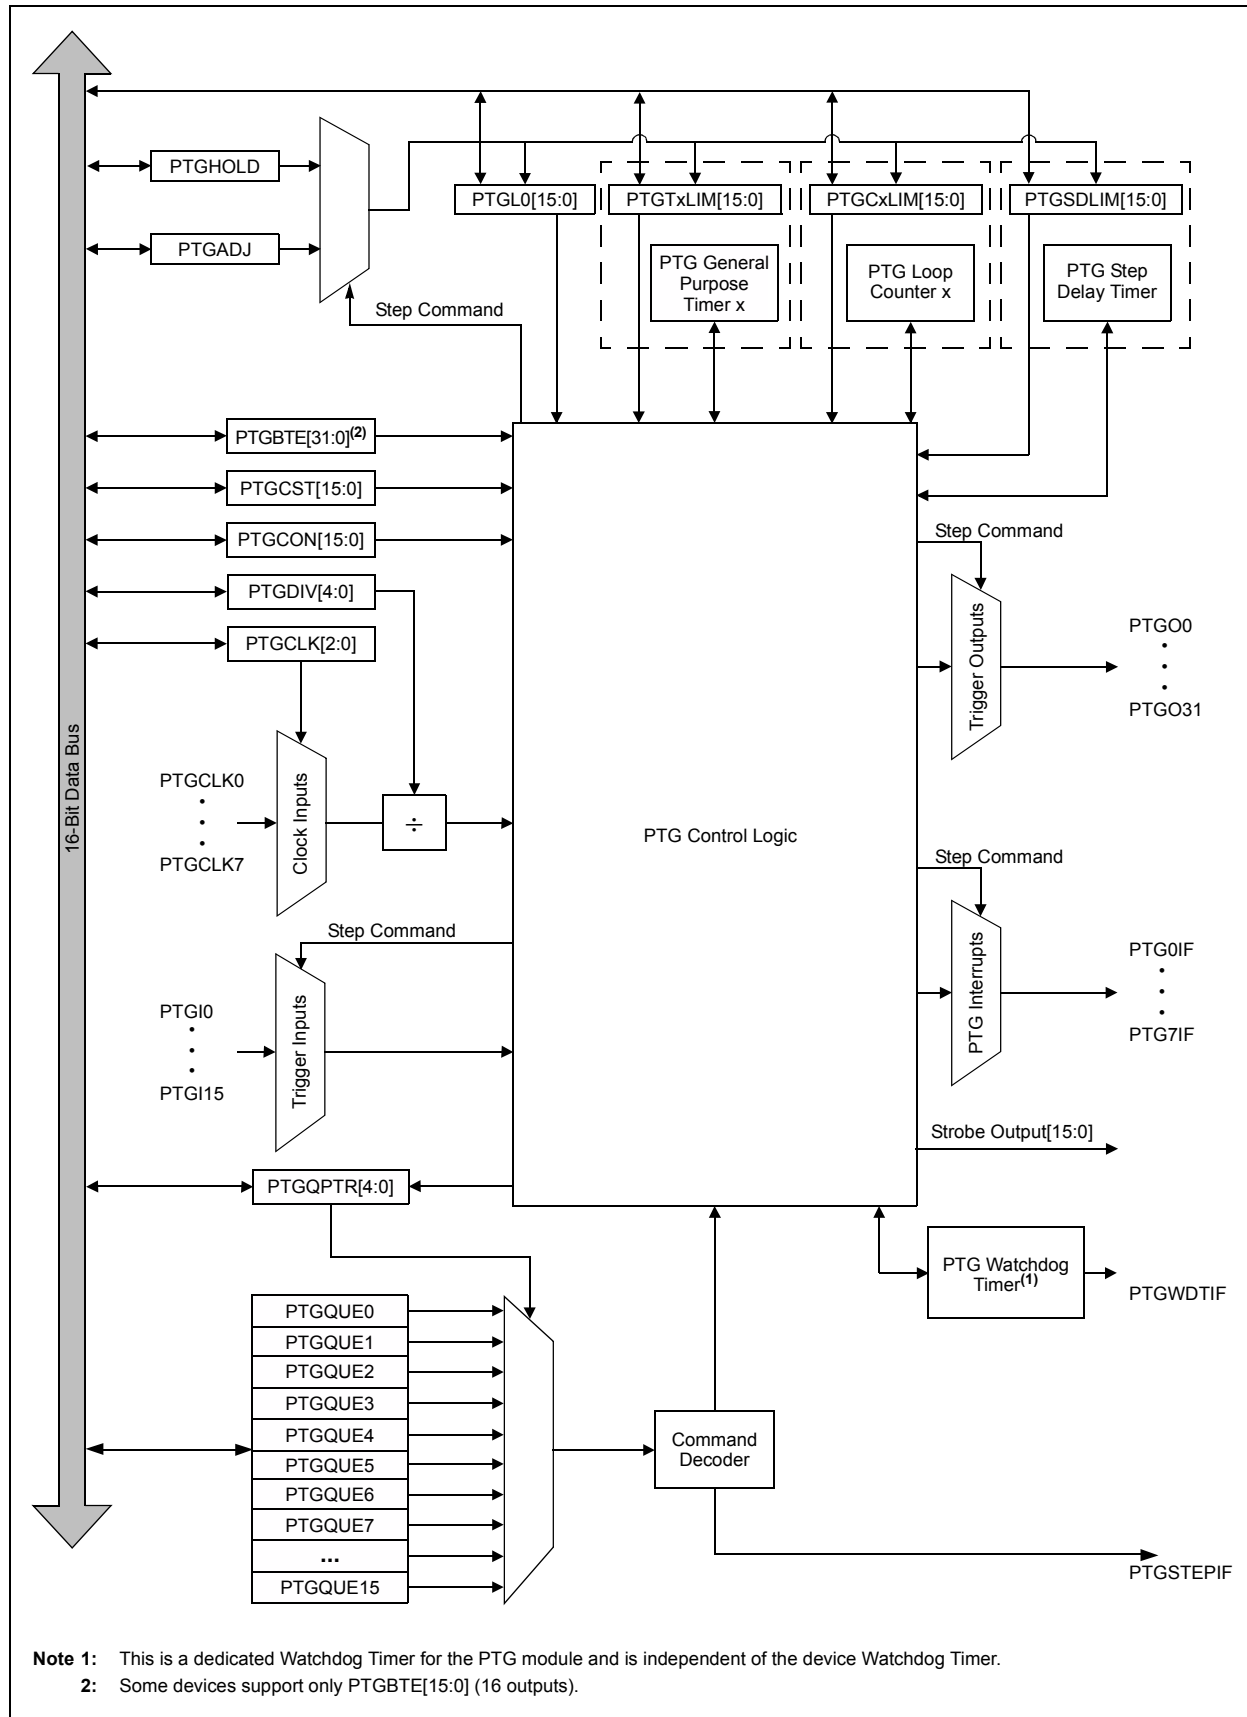 PTGHOLD
PTGADJ
PTGL0[15:0]
PTGTxLIM[15:0]
PTGCxLIM[15:0]
PTGSDLIM[15:0]
PTG General
Purpose
Timer x
PTG Loop
Counter x
PTG Step
Delay Timer
Step Command
PTGBTE[31:0](2)
PTGCST[15:0]
PTGCON[15:0]
PTGDIV[4:0]
PTGCLK[2:0]
16-Bit Data Bus
PTGCLK0
•
•
•
PTGCLK7
Clock Inputs
÷
PTG Control Logic
Step Command
Trigger Outputs
PTGO0
•
•
•
PTGO31
Step Command
PTG Interrupts
PTG0IF
•
•
•
PTG7IF
Step Command
PTGI0
•
•
•
PTGI15
Trigger Inputs
Strobe Output[15:0]
PTGQPTR[4:0]
PTG Watchdog
Timer(1)
PTGWDTIF
PTGQUE0
PTGQUE1
PTGQUE2
PTGQUE3
PTGQUE4
PTGQUE5
PTGQUE6
PTGQUE7
...
PTGQUE15
Command
Decoder
PTGSTEPIF
Note 1: This is a dedicated Watchdog Timer for the PTG module and is independent of the device Watchdog Timer.
2: Some devices support only PTGBTE[15:0] (16 outputs).